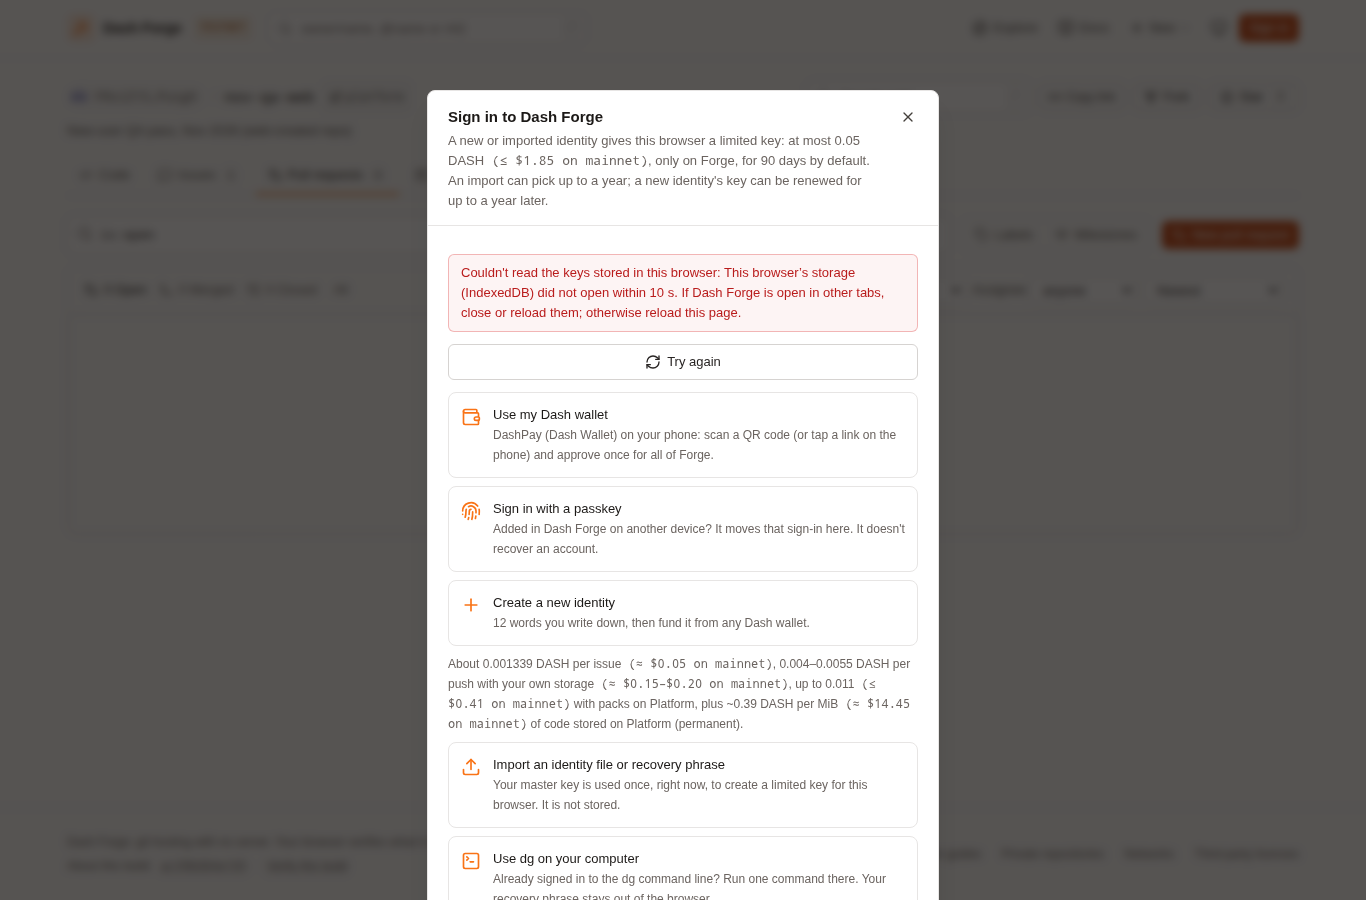 Dash Forge
Sign in to Dash Forge
A new or imported identity gives this browser a limited key: at most 0.05
DASH (≤ $1.85 on mainnet), only on Forge, for 90 days by default.
An import can pick up to a year; a new identity's key can be renewed for
up to a year later.
Couldn't read the keys stored in this browser: This browser’s storage
(IndexedDB) did not open within 10 s. If Dash Forge is open in other tabs,
close or reload them; otherwise reload this page.
Try again
Use my Dash wallet
DashPay (Dash Wallet) on your phone: scan a QR code (or tap a link on the
phone) and approve once for all of Forge.
Sign in with a passkey
Added in Dash Forge on another device? It moves that sign-in here. It doesn't
recover an account.
Create a new identity
12 words you write down, then fund it from any Dash wallet.
About 0.001339 DASH per issue (≈ $0.05 on mainnet), 0.004–0.0055 DASH per
push with your own storage (≈ $0.15–$0.20 on mainnet), up to 0.011 (≤
$0.41 on mainnet) with packs on Platform, plus ~0.39 DASH per MiB (≈ $14.45
on mainnet) of code stored on Platform (permanent).
Import an identity file or recovery phrase
Your master key is used once, right now, to create a limited key for this
browser. It is not stored.
Use dg on your computer
Already signed in to the dg command line? Run one command there. Your
recovery phrase stays out of the browser.